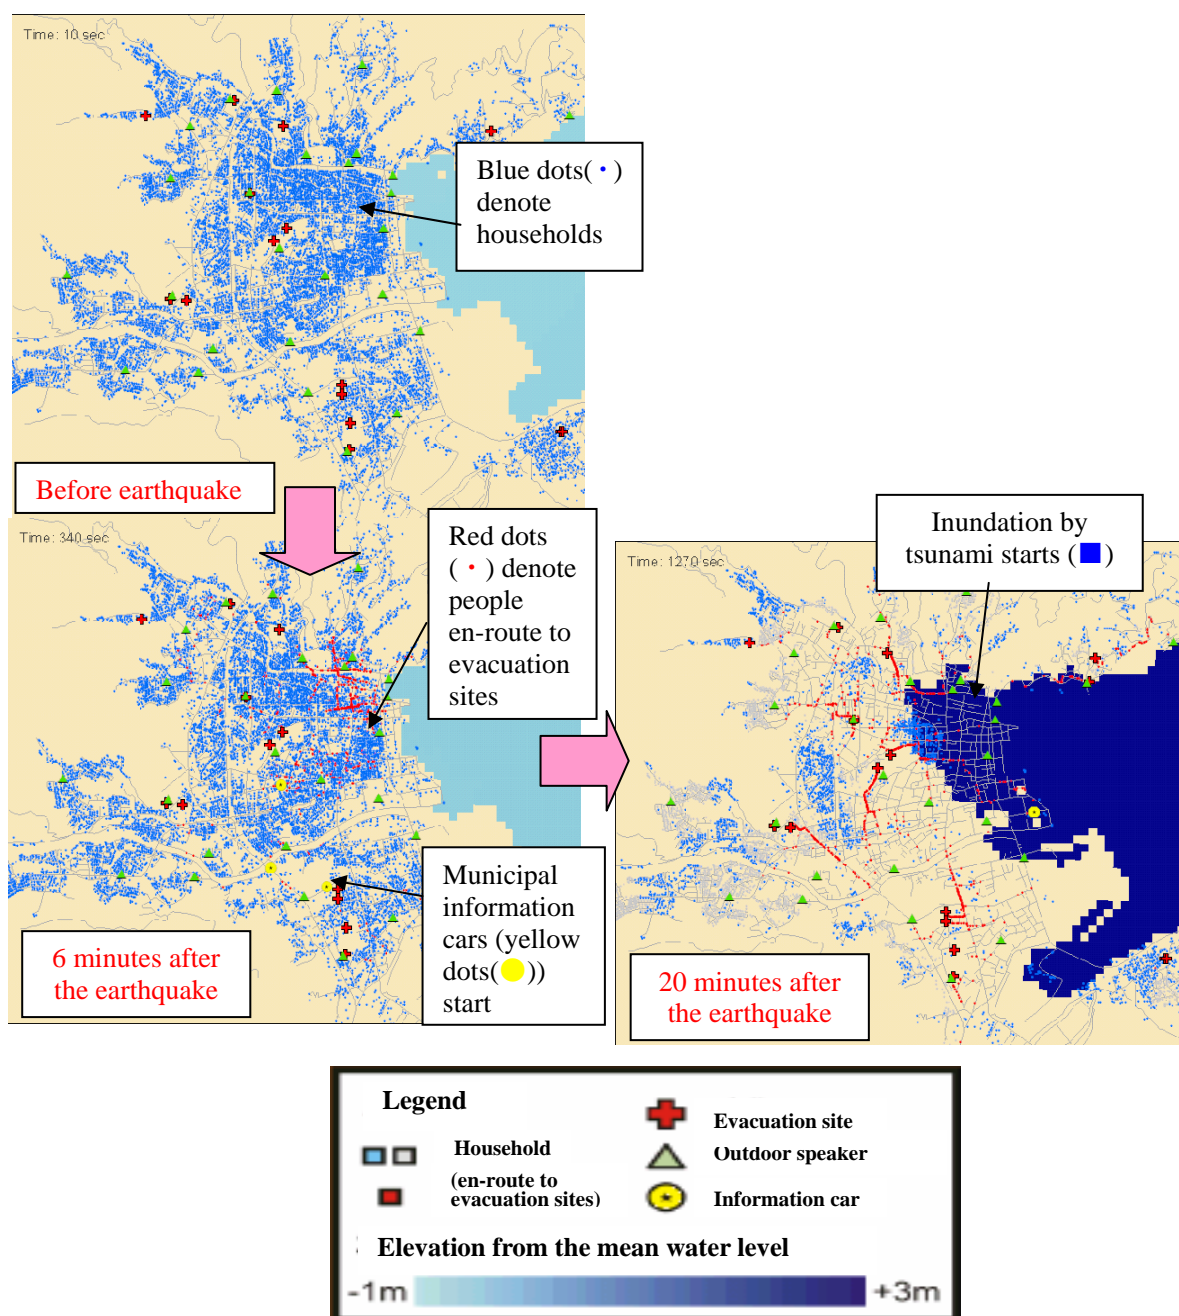 Time: 10 sec
Blue dots( · )
denote
households
Before earthquake
Time: 340 sec
Red dots
( · ) denote
people
en-route to
evacuation
sites
Inundation by
tsunami starts (■)
Time: 1270 sec
Municipal
information
cars (yellow
dots(●))
start
6 minutes after
the earthquake
20 minutes after
the earthquake
Legend
Household
(en-route to
evacuation sites)
Evacuation site
Outdoor speaker
Information car
Elevation from the mean water level
-1m
+3m